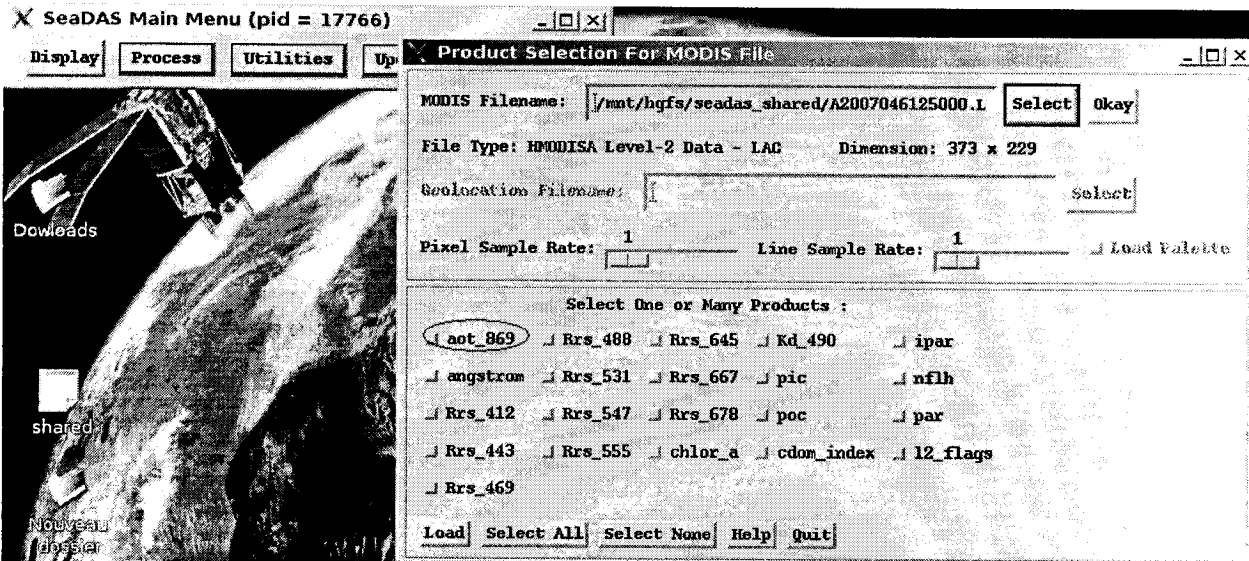 SeaDAS Main Menu (pid = 17766)
Display Process Utilities Up
Product Selection For MODIS File
MODIS Filename: /mnt/hgfs/seadas_shared/A2007046125000.L Select Okay
File Type: HMODISA Level-2 Data - LAC Dimension: 373 x 229
Geolocation Filename: Select
Pixel Sample Rate: 1 Line Sample Rate: 1 Load Palette
Select One or Many Products :
aot_869 Rrs_488 Rrs_645 Kd_490 ipar
angstrom Rrs_531 Rrs_667 pic nflh
Rrs_412 Rrs_547 Rrs_678 poc par
Rrs_443 Rrs_555 chlor_a cdom_index l2_flags
Rrs_469
Load Select All Select None Help Quit
Dowloads
shared
Nouveau
dossier